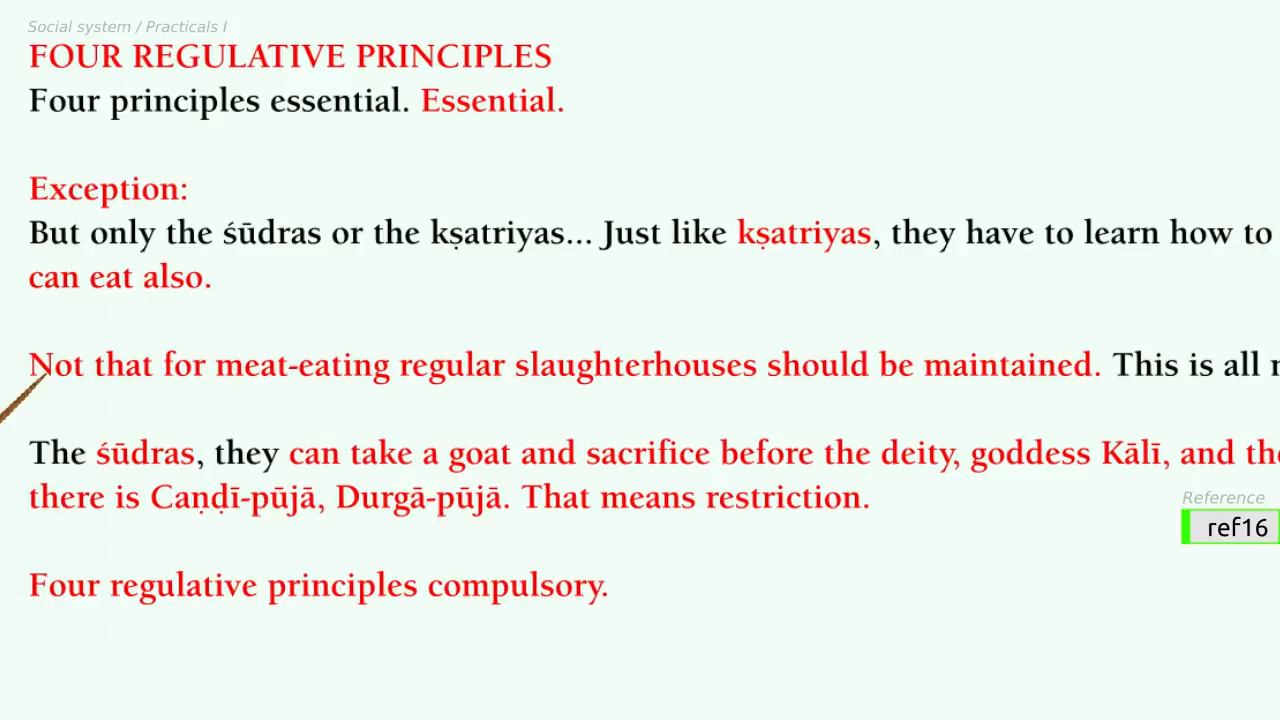 Social system / Practicals I
FOUR REGULATIVE PRINCIPLES
Four principles essential. Essential.
Exception:
But only the śūdras or the kṣatriyas... Just like kṣatriyas, they have to learn how to
can eat also.
Not that for meat-eating regular slaughterhouses should be maintained. This is all
The śūdras, they can take a goat and sacrifice before the deity, goddess Kālī, and
there is Caṇḍī-pūjā, Durgā-pūjā. That means restriction.
Reference
ref16
Four regulative principles compulsory.